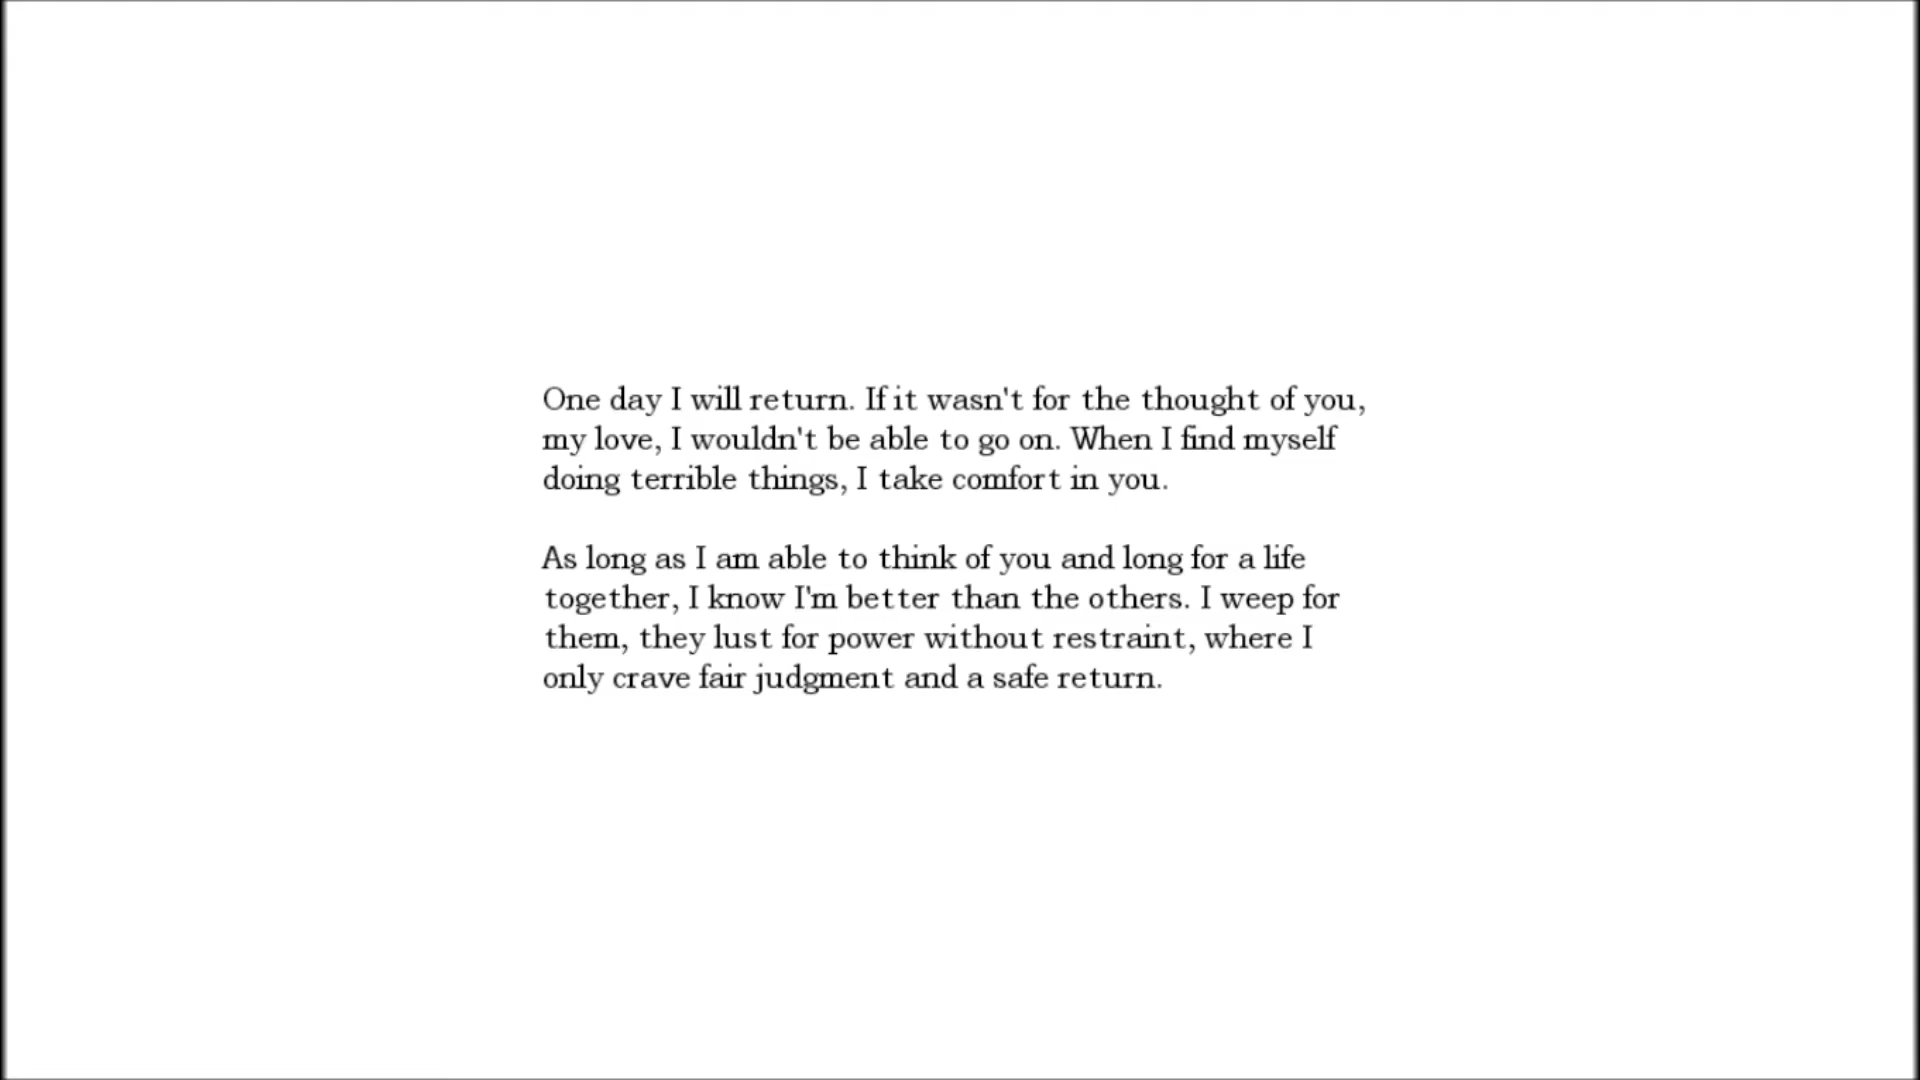 One day I will return. If it wasn't for the thought of you,
my love, I wouldn't be able to go on. When I find myself
doing terrible things, I take comfort in you.
As long as I am able to think of you and long for a life
together, I know I'm better than the others. I weep for
them, they lust for power without restraint, where I
only crave fair judgment and a safe return.